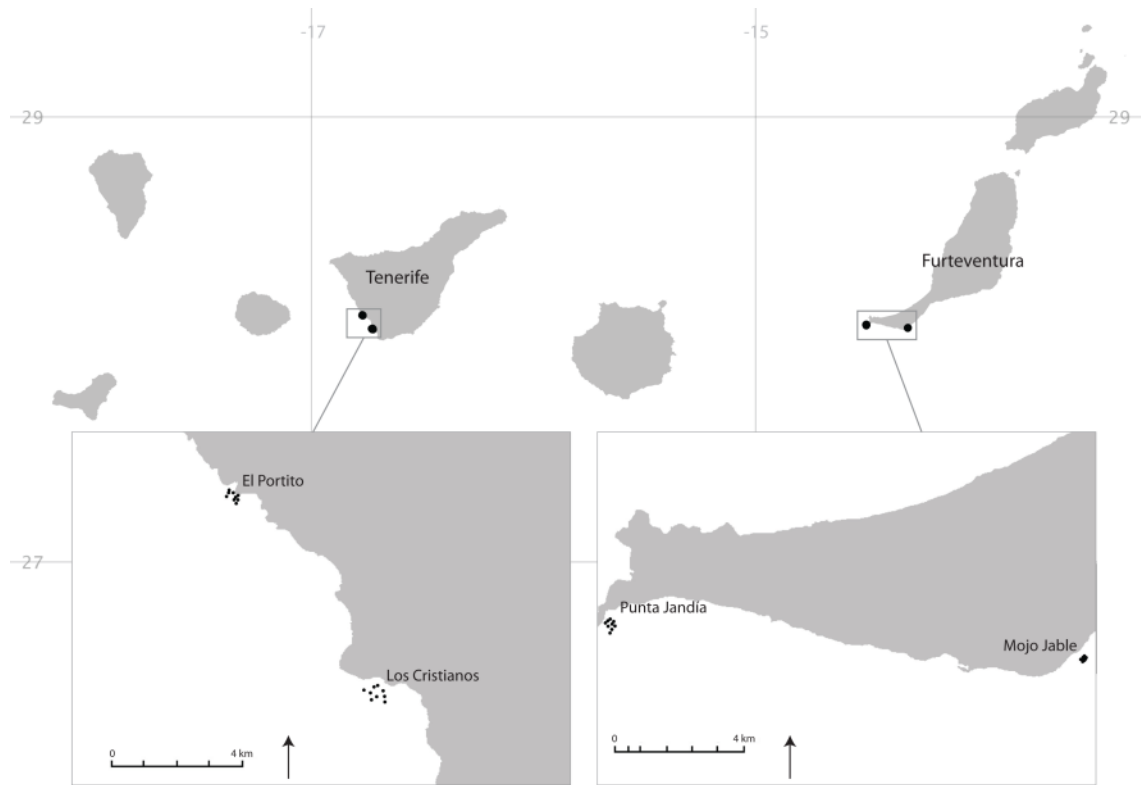 -17
-15
29
29
Tenerife
Furteventura
27
El Portito
Los Cristianos
0
4 km
Punta Jandía
Mojo Jable
0
4 km